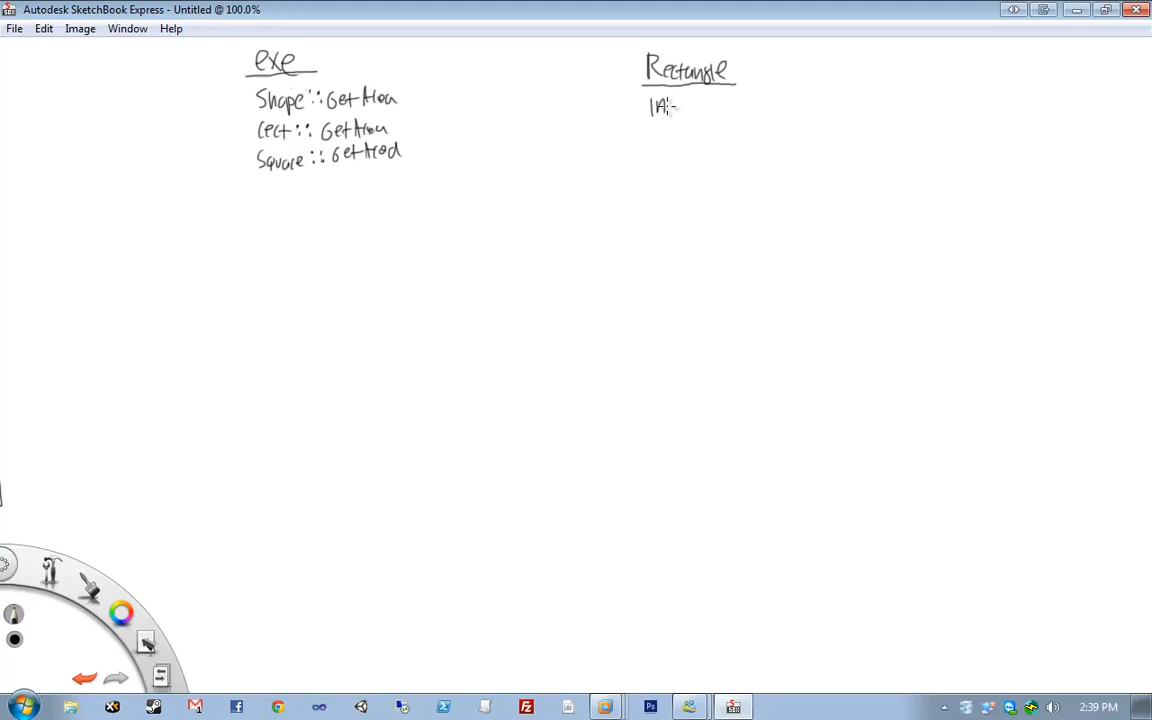 Autodesk SketchBook Express - Untitled @ 100.0%
File Edit Image Window Help
exe
Shape::GetArea
rect::GetArea
Square::GetArea
Rectangle
2:39 PM